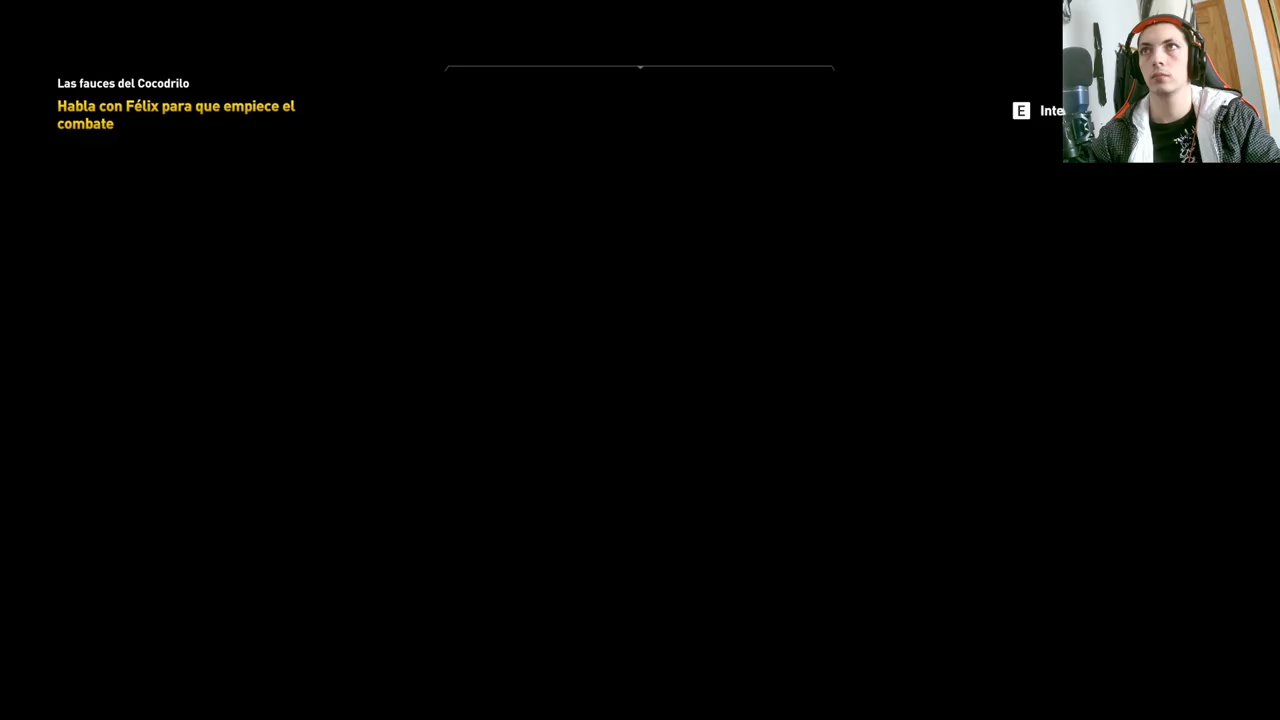 Las fauces del Cocodrilo
Habla con Félix para que empiece el
combate
E